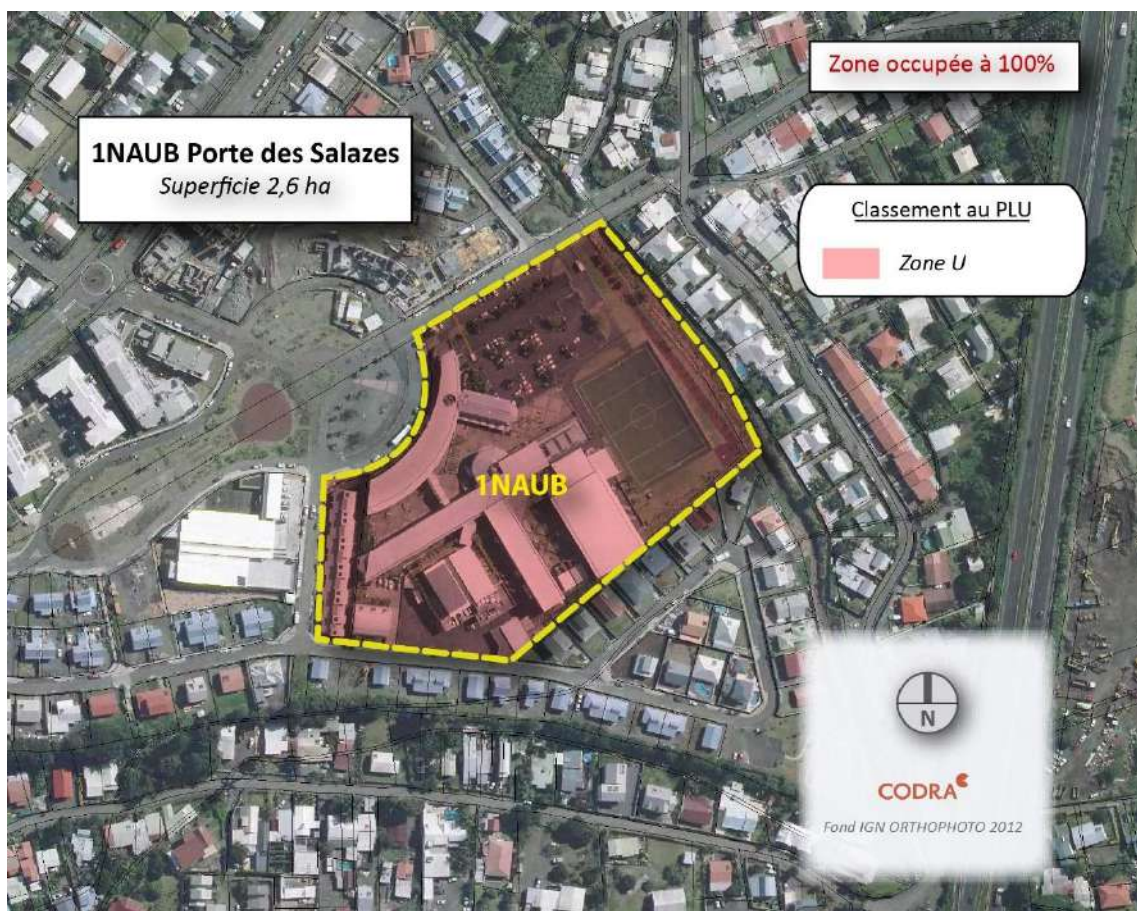 1NAUB Porte des Salazes
Superficie 2,6 ha
Zone occupée à 100%
Classement au PLU
Zone U
1NAUB
N
CODRA
Fond IGN ORTHOPHOTO 2012